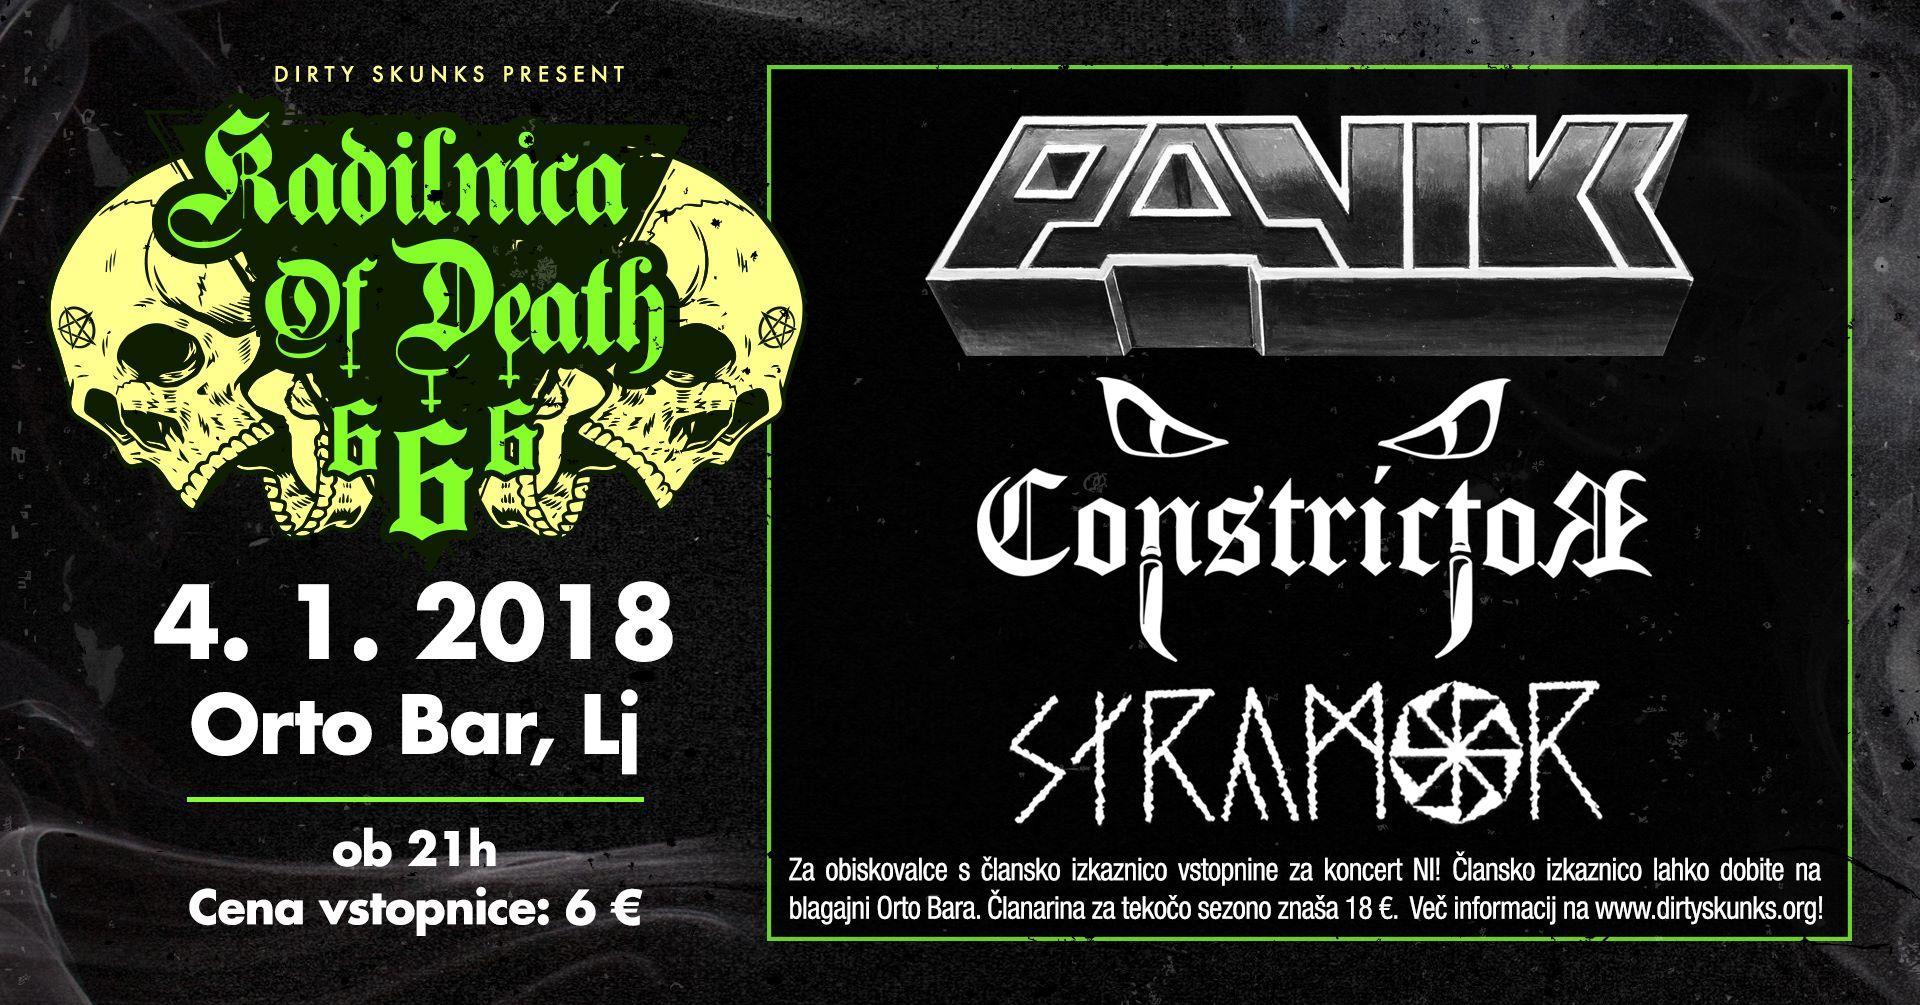 DIRTY SKUNKS PRESENT
Kadilnica
Of Death
666
4. 1. 2018
Orto Bar, Lj
ob 21h
Cena vstopnice: 6 €
PANIKK
ConstrictoR
STRAMOR
Za obiskovalce s člansko izkaznico vstopnine za koncert NI! Člansko izkaznico lahko dobite na
blagajni Orto Bara. Članarina za tekočo sezono znaša 18 €. Več informacij na www.dirtyskunks.org!